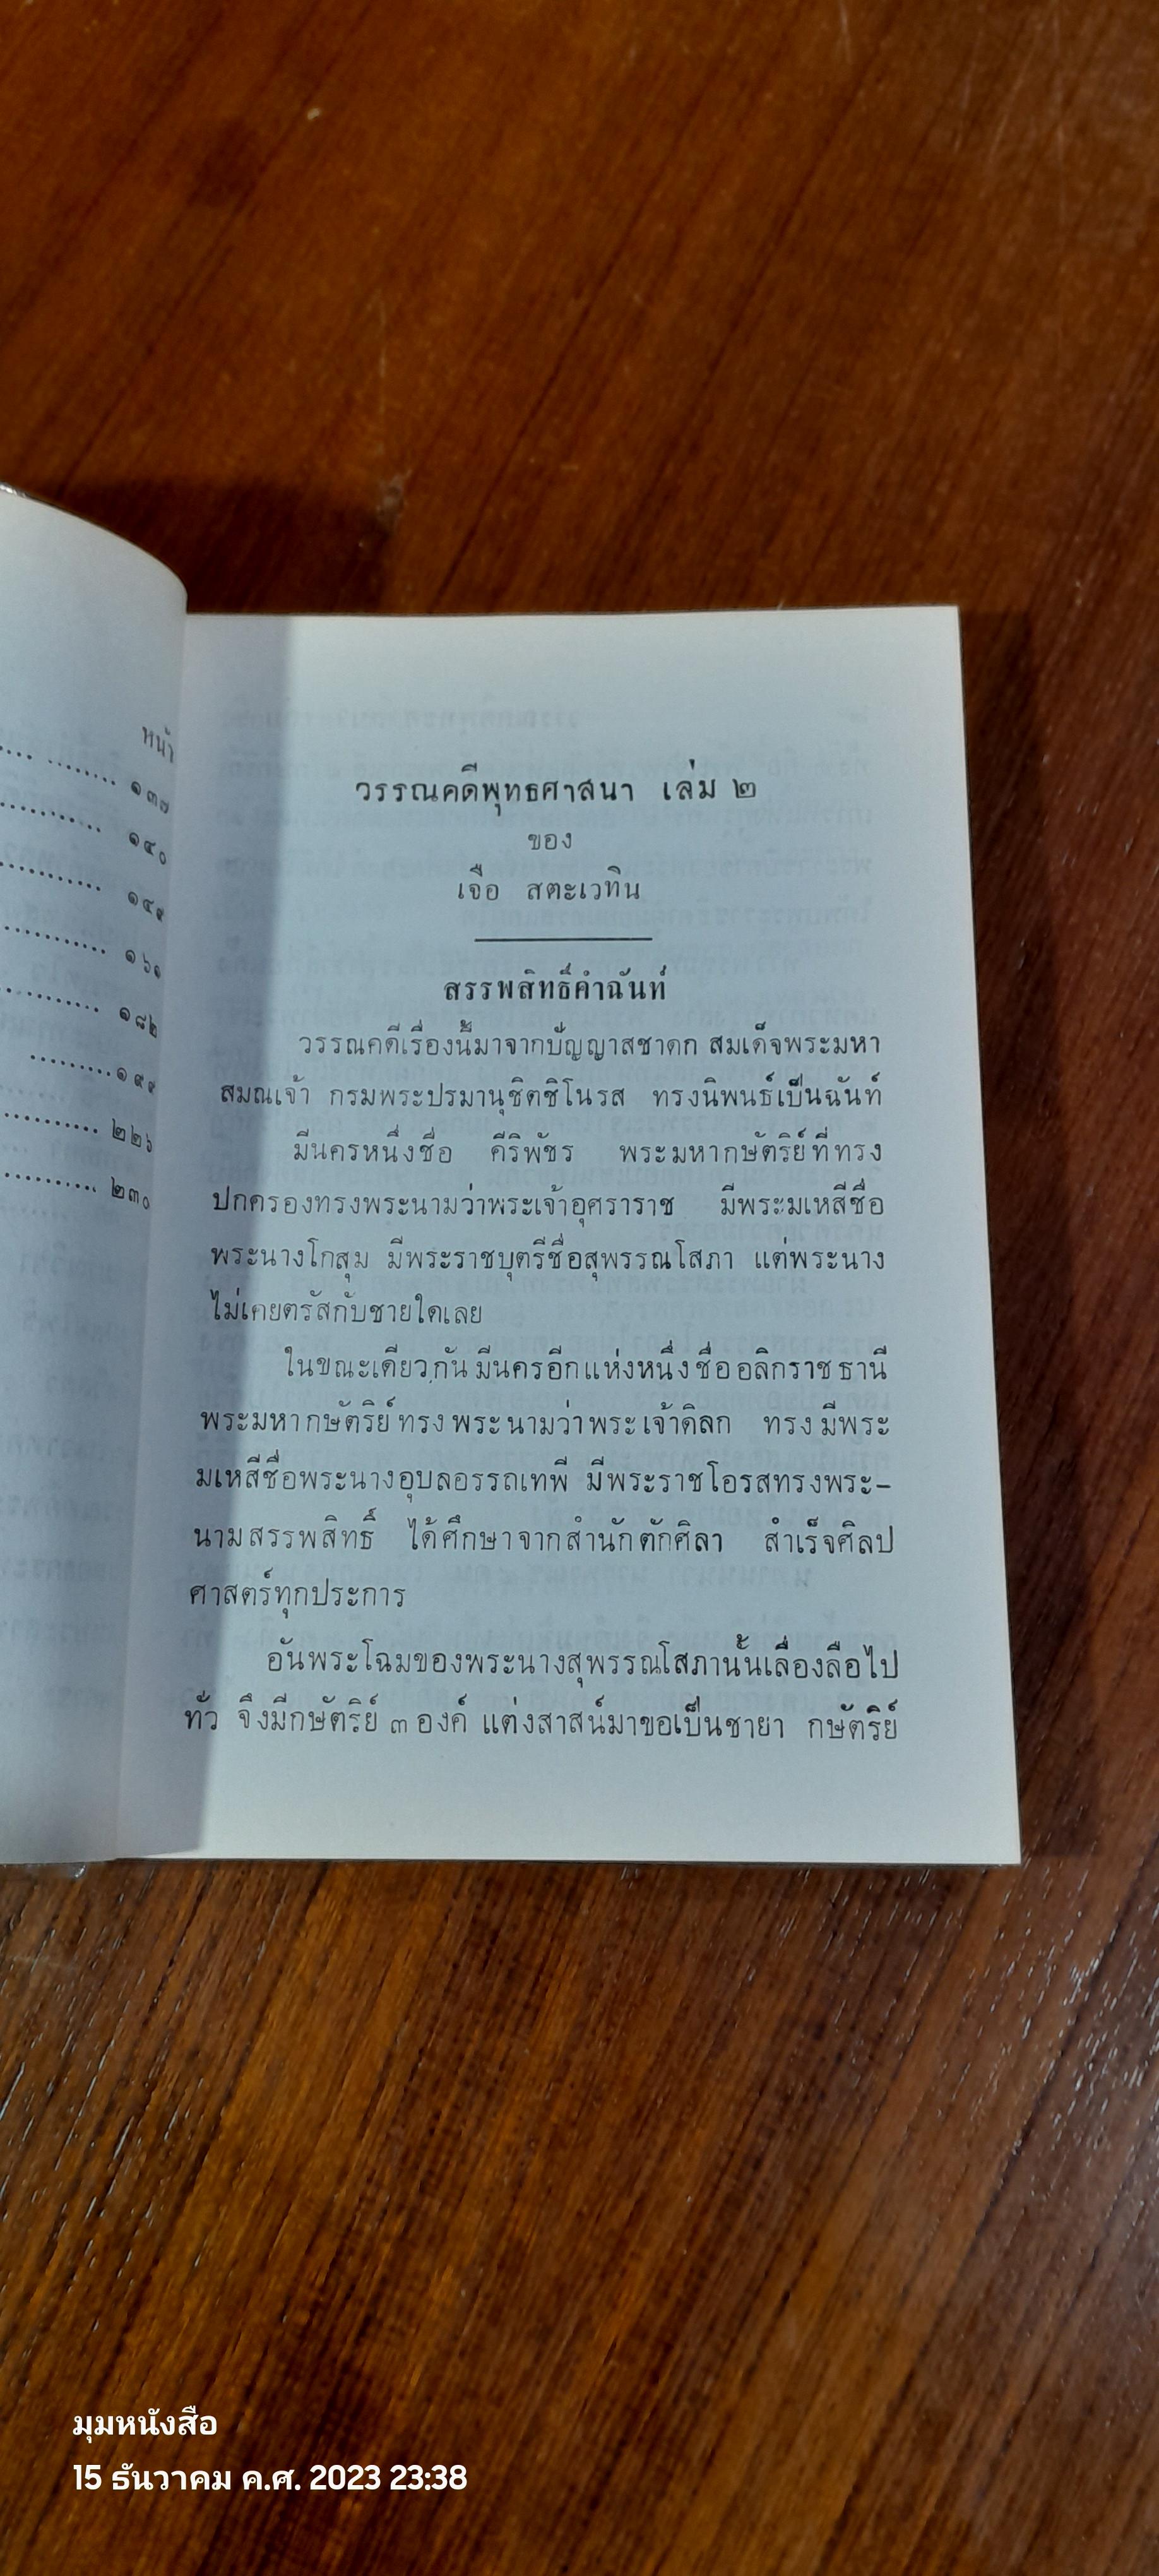 หน้า
๑๓๗
๑๔๐
๑๔๙
๑๖๑
๑๘๒
๑๙๙
๒๒๖
๒๓๐
วรรณคดีพุทธศาสนา เล่ม ๒
ของ
เจือ สตะเวทิน
สรรพสิทธิ์คำฉันท์
วรรณคดีเรื่องนี้มาจากปัญญาสชาดก สมเด็จพระมหา
สมณเจ้า กรมพระปรมานุชิตชิโนรส ทรงนิพนธ์เป็นฉันท์
มีนครหนึ่งชื่อ คีริพัชร พระมหากษัตริย์ที่ทรง
ปกครองทรงพระนามว่าพระเจ้าอุศราราช มีพระมเหสีชื่อ
พระนางโกสุม มีพระราชบุตรีชื่อสุพรรณโสภา แต่พระนาง
ไม่เคยตรัสกับชายใดเลย
ในขณะเดียวกันมีนครอีกแห่งหนึ่งชื่ออลิกราชธานี
พระมหากษัตริย์ทรงพระนามว่าพระเจ้าดิลก ทรงมีพระ
มเหสีชื่อพระนางอุบลอรรถเทพี มีพระราชโอรสทรงพระ-
นามสรรพสิทธิ์ ได้ศึกษาจากสำนักตักศิลา สำเร็จศิลป
ศาสตร์ทุกประการ
อันพระโฉมของพระนางสุพรรณโสภานั้นเลื่องลือไป
ทั่ว จึงมีกษัตริย์ ๓ องค์ แต่งสาสน์มาขอเป็นชายา กษัตริย์
มุมหนังสือ
15 ธันวาคม ค.ศ. 2023 23:38